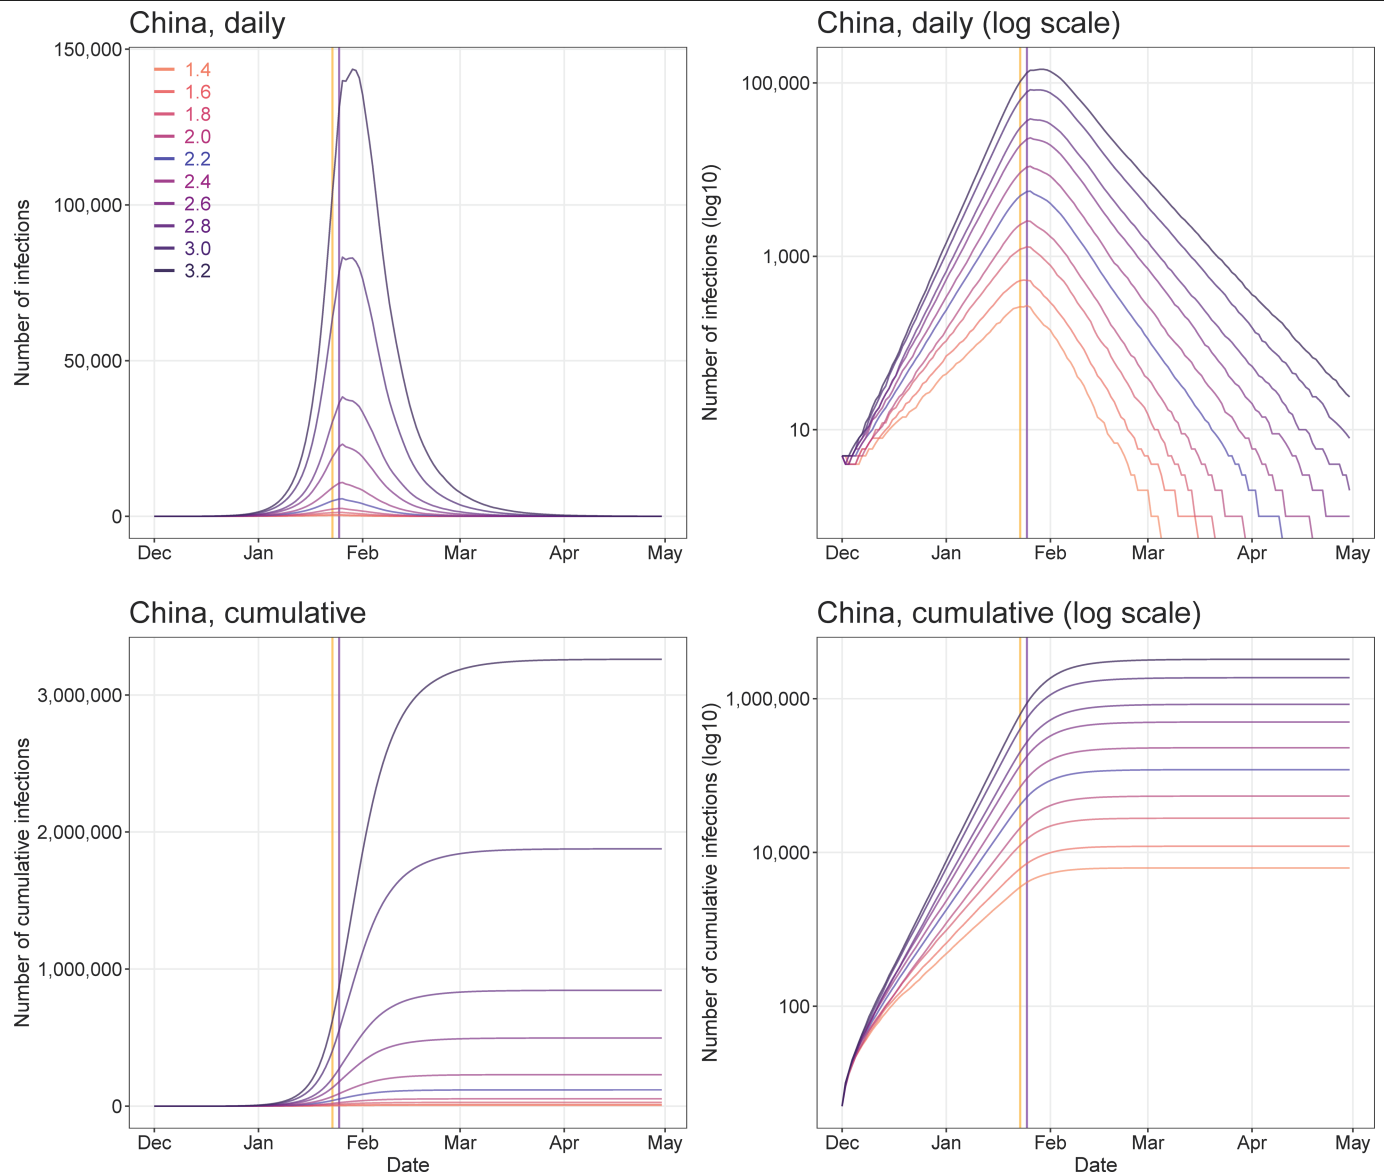 China, daily
150,000
100,000
50,000
0
Number of infections
1.4
1.6
1.8
2.0
2.2
2.4
2.6
2.8
3.0
3.2
Dec Jan Feb Mar Apr May
China, daily (log scale)
100,000
1,000
10
Number of infections (log10)
Dec Jan Feb Mar Apr May
China, cumulative
3,000,000
2,000,000
1,000,000
0
Number of cumulative infections
Dec Jan Feb Mar Apr May
Date
China, cumulative (log scale)
1,000,000
10,000
100
Number of cumulative infections (log10)
Dec Jan Feb Mar Apr May
Date